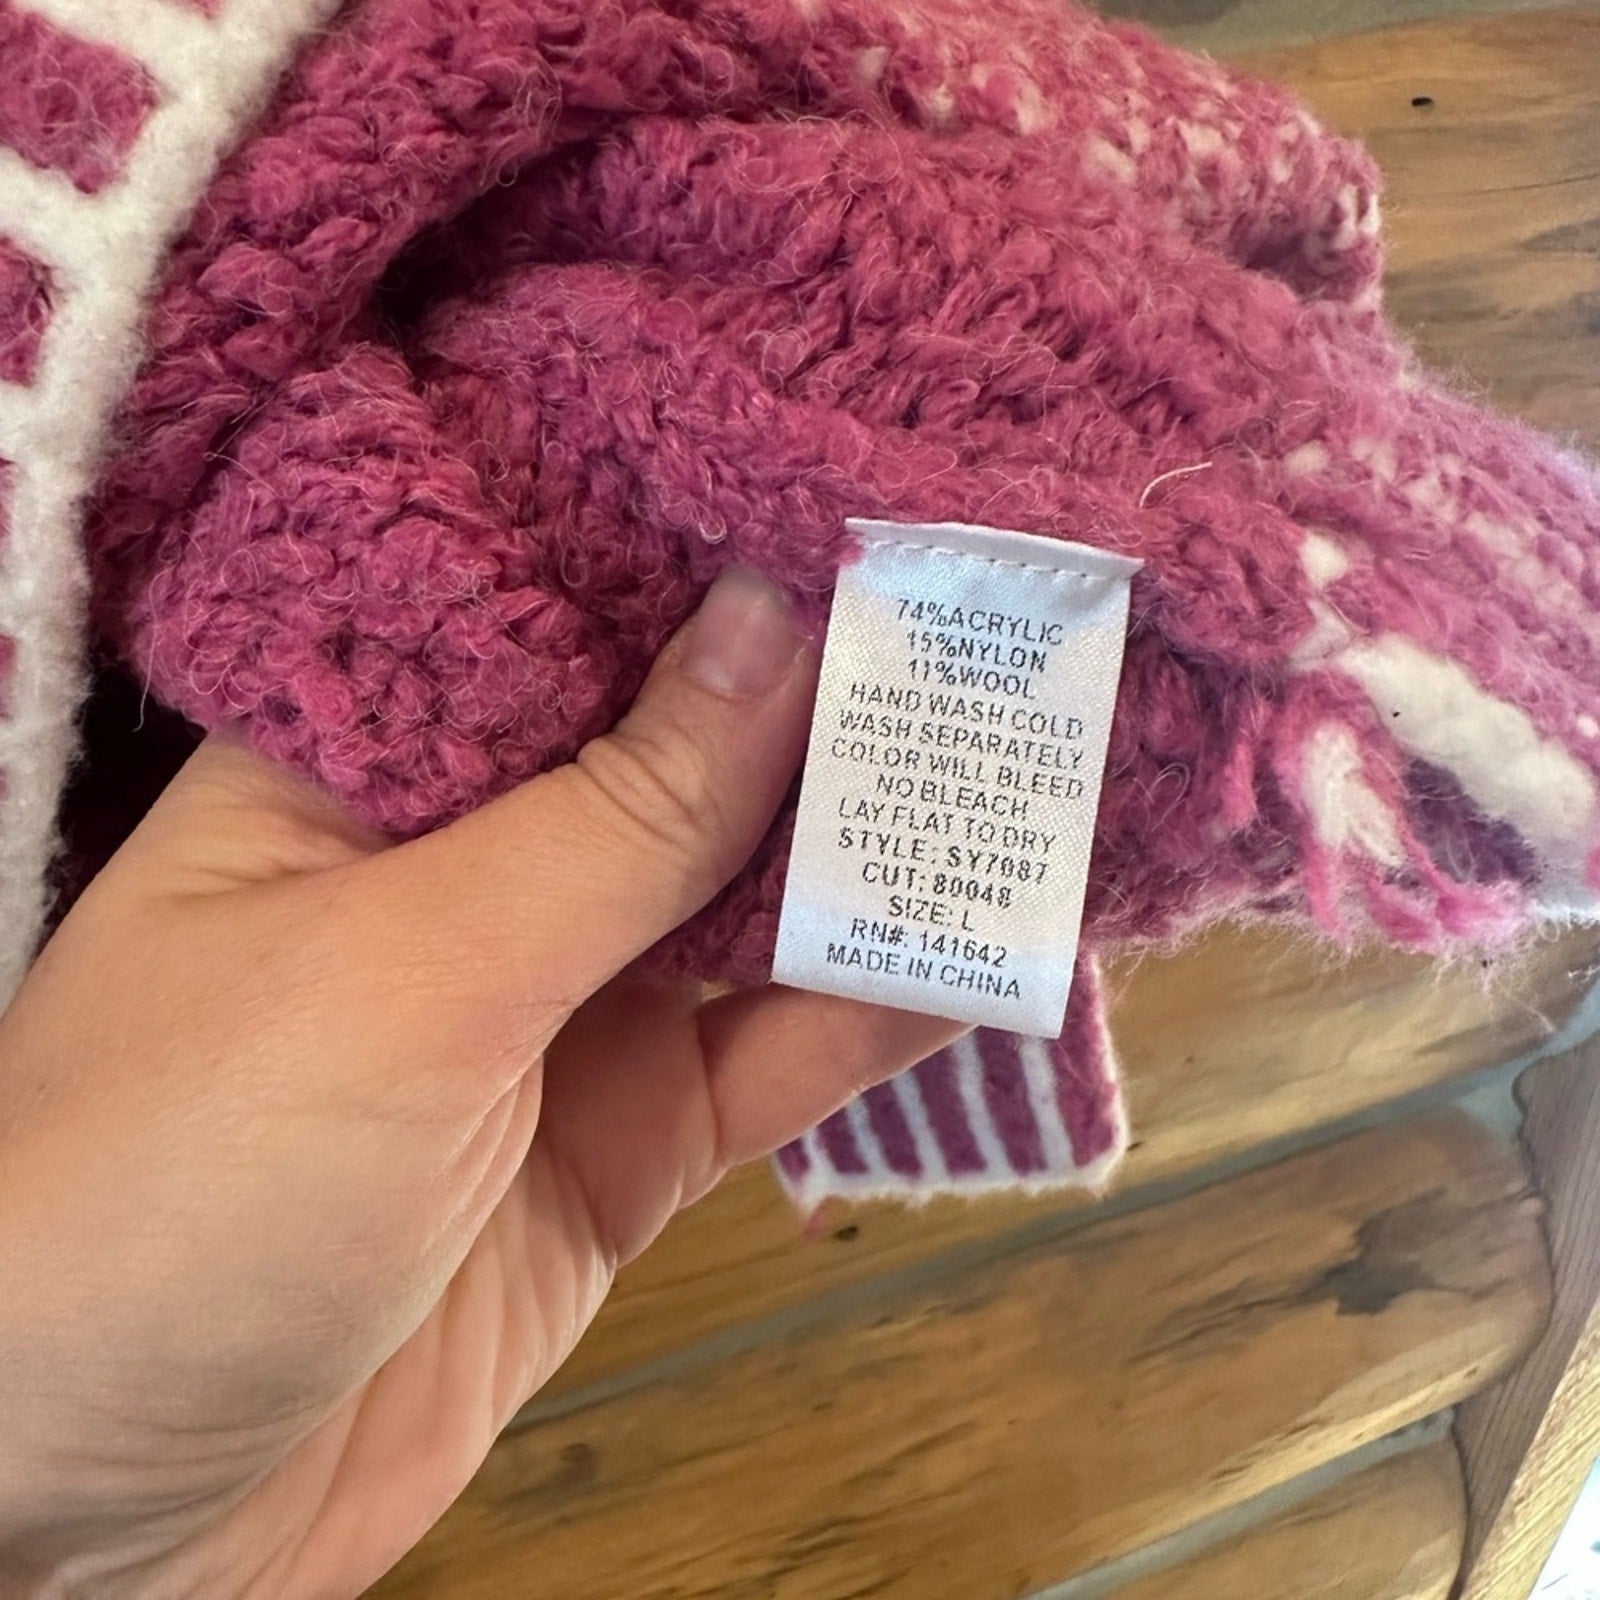 74%ACRYLIC
15%NYLON
11%WOOL
HAND WASH COLD
WASH SEPARATELY
COLOR WILL BLEED
NO BLEACH
LAY FLAT TO DRY
STYLE: SY7087
CUT: 80048
SIZE: L
RN#: 141642
MADE IN CHINA